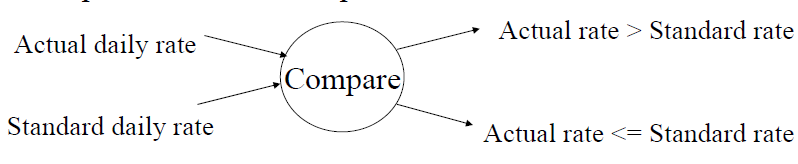 Actual daily rate
Actual rate > Standard rate
Compare
Standard daily rate
Actual rate <= Standard rate